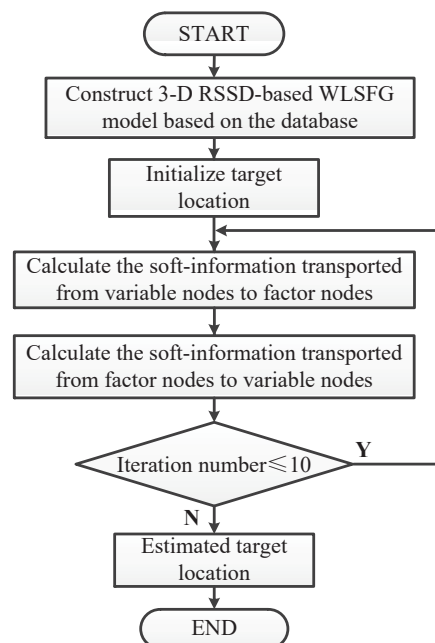 START
Construct 3-D RSSD-based WLSFG
model based on the database
Initialize target
location
Calculate the soft-information transported
from variable nodes to factor nodes
Calculate the soft-information transported
from factor nodes to variable nodes
Iteration number≤10
Y
N
Estimated target
location
END